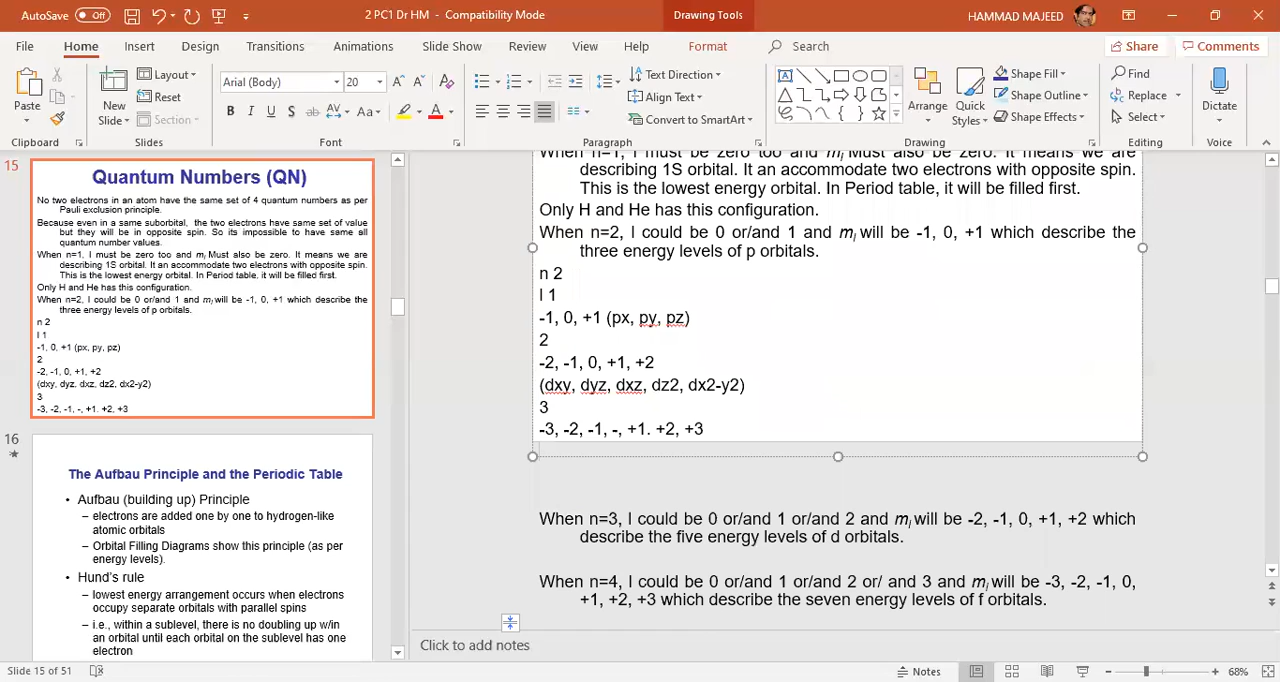 AutoSave Off 2 PC1 Dr HM - Compatibility Mode Drawing Tools HAMMAD MAJEED
File Home Insert Design Transitions Animations Slide Show Review View Help Format Search Share Comments
Paste New Slide Layout Reset Section Arial (Body) 20 Text Direction Align Text Convert to SmartArt Arrange Quick Styles Shape Fill Shape Outline Shape Effects Find Replace Select Dictate
Clipboard Slides Font Paragraph Drawing Editing Voice
15
Quantum Numbers (QN)
No two electrons in an atom have the same set of 4 quantum numbers as per
Pauli exclusion principle.
Because even in a same suborbital, the two electrons have same set of value
but they will be in opposite spin. So its impossible to have same all
quantum number values.
When n=1, l must be zero too and ml Must also be zero. It means we are
describing 1S orbital. It an accommodate two electrons with opposite spin.
This is the lowest energy orbital. In Period table, it will be filled first.
Only H and He has this configuration.
When n=2, l could be 0 or/and 1 and ml will be -1, 0, +1 which describe the
three energy levels of p orbitals.
n 2
l 1
-1, 0, +1 (px, py, pz)
2
-2, -1, 0, +1, +2
(dxy, dyz, dxz, dz2, dx2-y2)
3
-3, -2, -1, -, +1. +2, +3
16
The Aufbau Principle and the Periodic Table
• Aufbau (building up) Principle
– electrons are added one by one to hydrogen-like
atomic orbitals
– Orbital Filling Diagrams show this principle (as per
energy levels).
• Hund's rule
– lowest energy arrangement occurs when electrons
occupy separate orbitals with parallel spins
– i.e., within a sublevel, there is no doubling up w/in
an orbital until each orbital on the sublevel has one
electron
When n=1, l must be zero too and ml Must also be zero. It means we are
describing 1S orbital. It an accommodate two electrons with opposite spin.
This is the lowest energy orbital. In Period table, it will be filled first.
Only H and He has this configuration.
When n=2, l could be 0 or/and 1 and ml will be -1, 0, +1 which describe the
three energy levels of p orbitals.
n 2
l 1
-1, 0, +1 (px, py, pz)
2
-2, -1, 0, +1, +2
(dxy, dyz, dxz, dz2, dx2-y2)
3
-3, -2, -1, -, +1. +2, +3
When n=3, l could be 0 or/and 1 or/and 2 and ml will be -2, -1, 0, +1, +2 which
describe the five energy levels of d orbitals.
When n=4, l could be 0 or/and 1 or/and 2 or/ and 3 and ml will be -3, -2, -1, 0,
+1, +2, +3 which describe the seven energy levels of f orbitals.
Click to add notes
Slide 15 of 51 Notes 68%